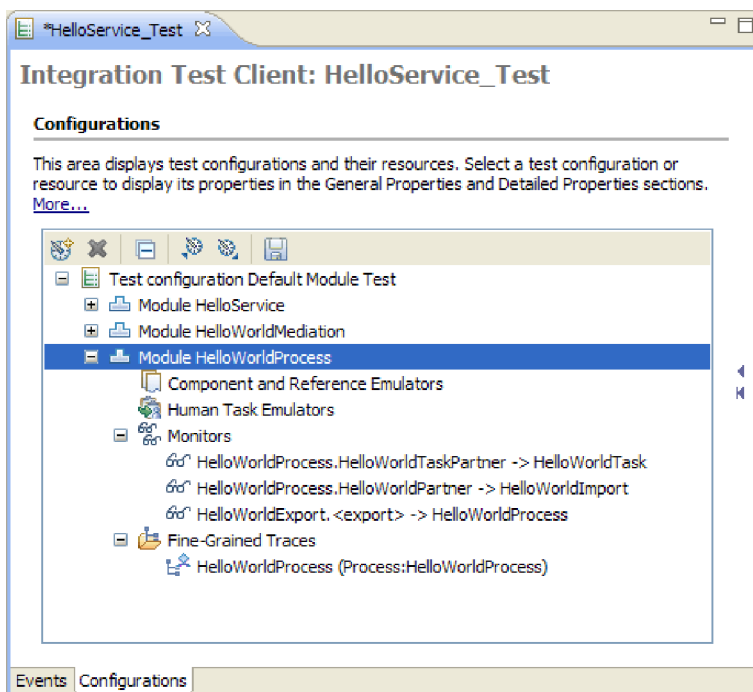 *HelloService_Test
Integration Test Client: HelloService_Test
Configurations
This area displays test configurations and their resources. Select a test configuration or
resource to display its properties in the General Properties and Detailed Properties sections.
More...
Test configuration Default Module Test
Module HelloService
Module HelloWorldMediation
Module HelloWorldProcess
Component and Reference Emulators
Human Task Emulators
Monitors
HelloWorldProcess.HelloWorldTaskPartner -> HelloWorldTask
HelloWorldProcess.HelloWorldPartner -> HelloWorldImport
HelloWorldExport.<export> -> HelloWorldProcess
Fine-Grained Traces
HelloWorldProcess (Process:HelloWorldProcess)
Events Configurations